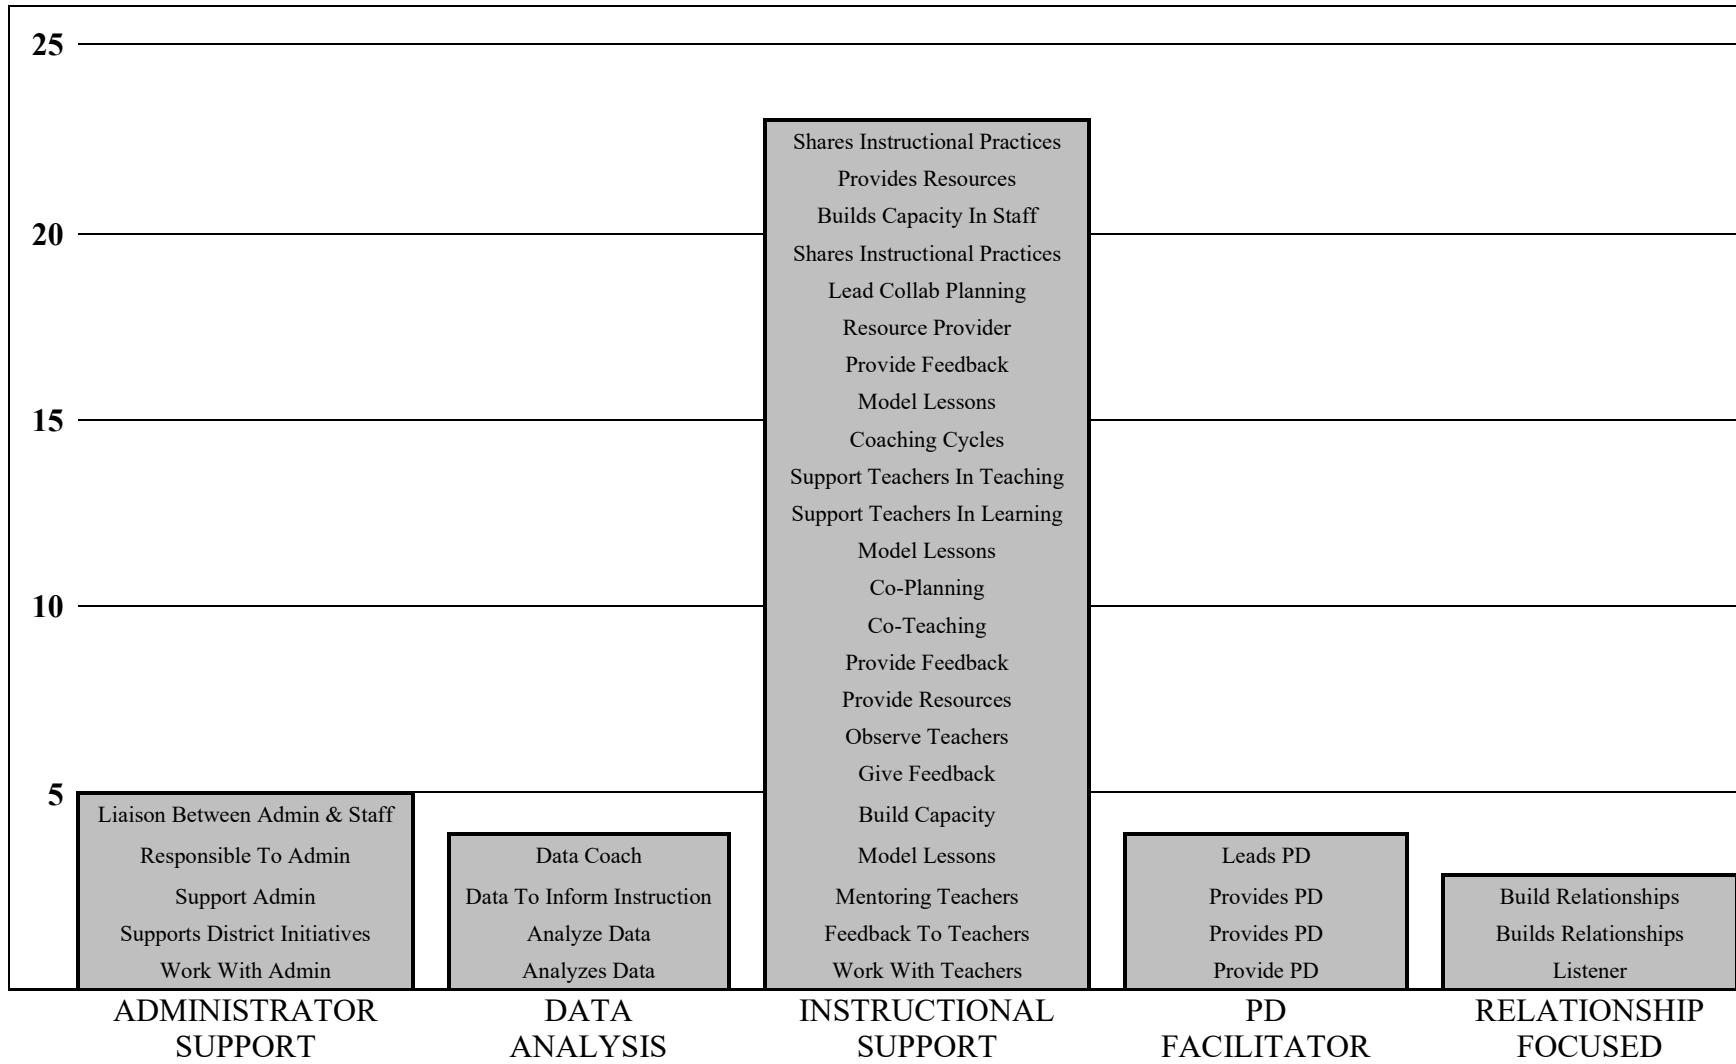 25
20
15
10
5
Liaison Between Admin & Staff
Responsible To Admin
Support Admin
Supports District Initiatives
Work With Admin
ADMINISTRATOR
SUPPORT
Data Coach
Data To Inform Instruction
Analyze Data
Analyzes Data
DATA
ANALYSIS
Shares Instructional Practices
Provides Resources
Builds Capacity In Staff
Shares Instructional Practices
Lead Collab Planning
Resource Provider
Provide Feedback
Model Lessons
Coaching Cycles
Support Teachers In Teaching
Support Teachers In Learning
Model Lessons
Co-Planning
Co-Teaching
Provide Feedback
Provide Resources
Observe Teachers
Give Feedback
Build Capacity
Model Lessons
Mentoring Teachers
Feedback To Teachers
Work With Teachers
INSTRUCTIONAL
SUPPORT
Leads PD
Provides PD
Provides PD
Provide PD
PD
FACILITATOR
Build Relationships
Builds Relationships
Listener
RELATIONSHIP
FOCUSED